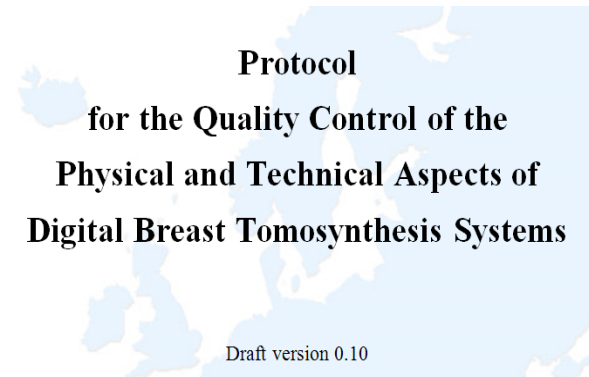 Protocol
for the Quality Control of the
Physical and Technical Aspects of
Digital Breast Tomosynthesis Systems
Draft version 0.10